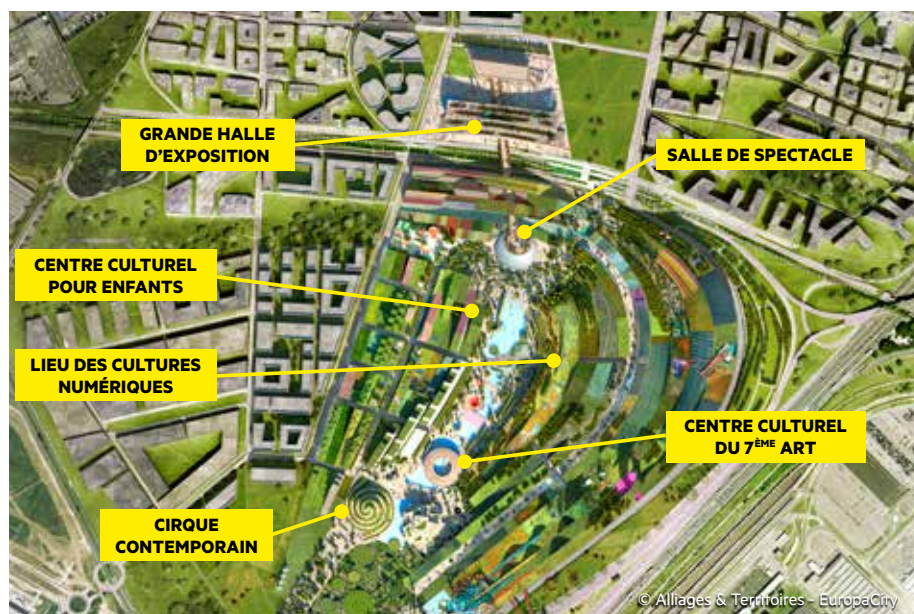 GRANDE HALLE
D'EXPOSITION
SALLE DE SPECTACLE
CENTRE CULTUREL
POUR ENFANTS
LIEU DES CULTURES
NUMÉRIQUES
CENTRE CULTUREL
DU 7ÈME ART
CIRQUE
CONTEMPORAIN
© Alliages & Territoires - EuropaCity